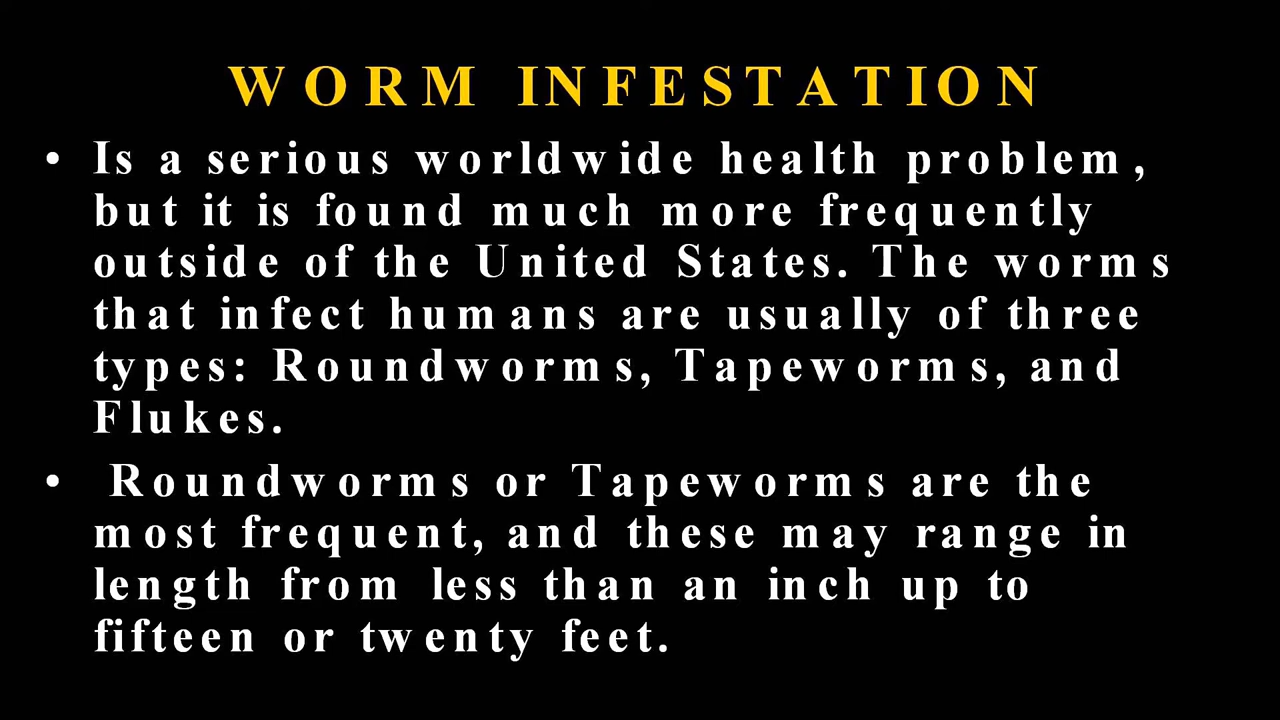 WORM INFESTATION
• Is a serious worldwide health problem,
but it is found much more frequently
outside of the United States. The worms
that infect humans are usually of three
types: Roundworms, Tapeworms, and
Flukes.
• Roundworms or Tapeworms are the
most frequent, and these may range in
length from less than an inch up to
fifteen or twenty feet.